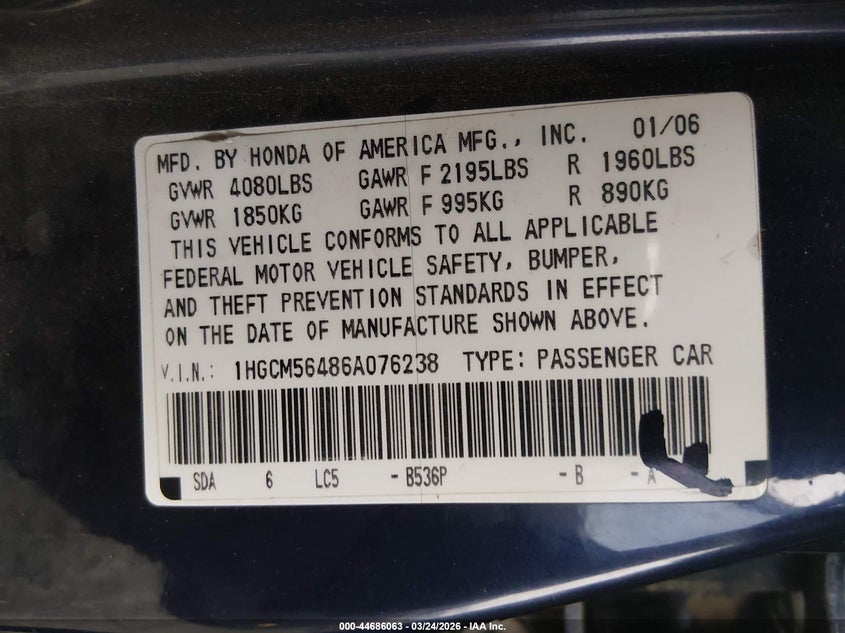 MFD. BY HONDA OF AMERICA MFG., INC. 01/06
GVWR 4080LBS GAWR F 2195LBS R 1960LBS
GVWR 1850KG GAWR F 995KG R 890KG
THIS VEHICLE CONFORMS TO ALL APPLICABLE
FEDERAL MOTOR VEHICLE SAFETY, BUMPER,
AND THEFT PREVENTION STANDARDS IN EFFECT
ON THE DATE OF MANUFACTURE SHOWN ABOVE.
V.I.N.: 1HGCM56486A076238 TYPE: PASSENGER CAR
SDA 6 LC5 -B536P -B -A
000-44686063 - 03/24/2026 - IAA Inc.